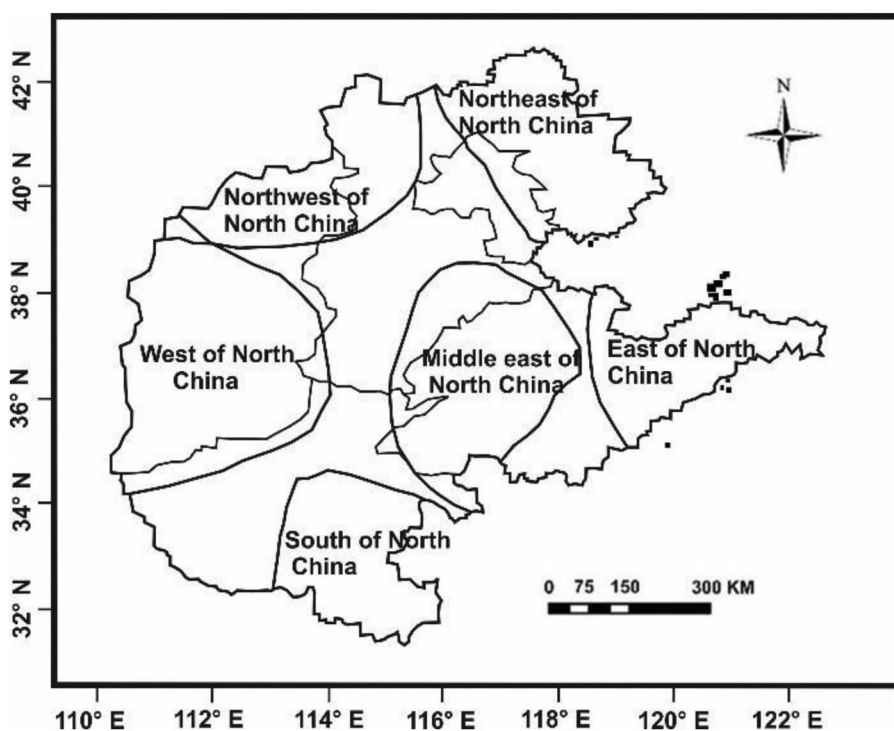 N
Northeast of
North China
Northwest of
North China
West of North
China
Middle east of
North China
East of North
China
South of North
China
0 75 150 300 KM
42° N
40° N
38° N
36° N
34° N
32° N
110° E 112° E 114° E 116° E 118° E 120° E 122° E